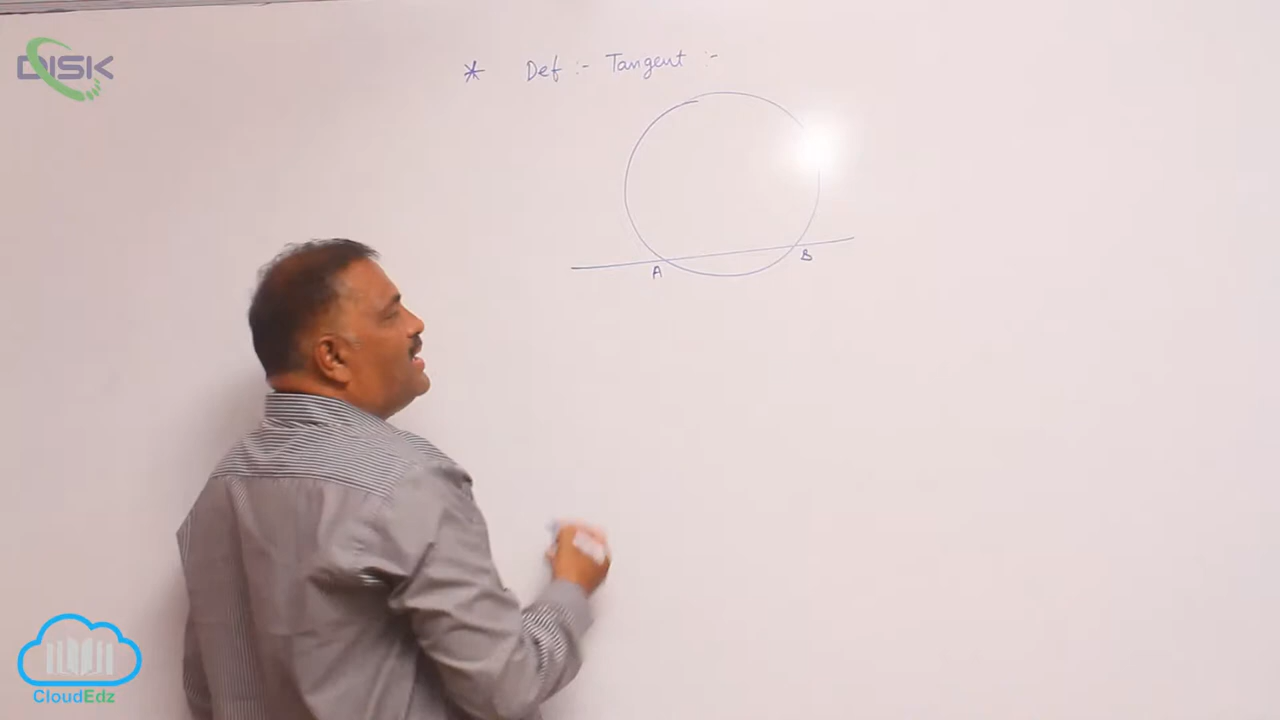 DISK
* Def :- Tangent :-
A
B
CloudEdz